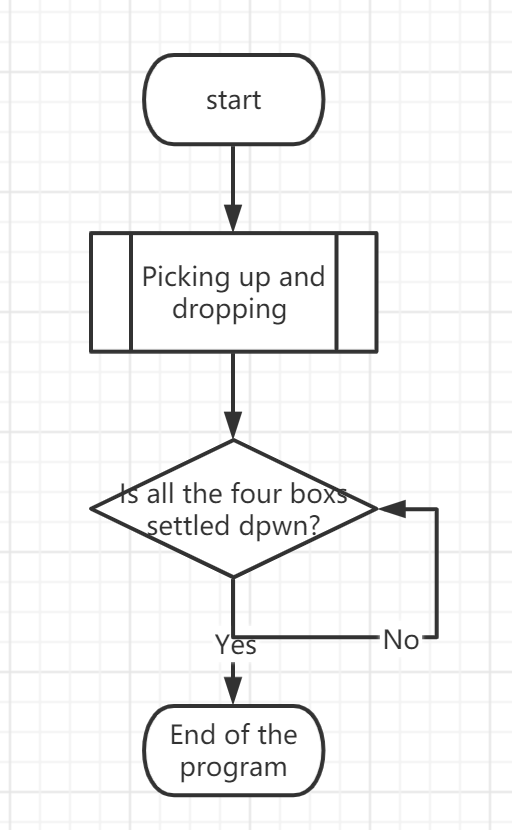 start
Picking up and
dropping
Is all the four boxs
settled dpwn?
Yes
No
End of the
program